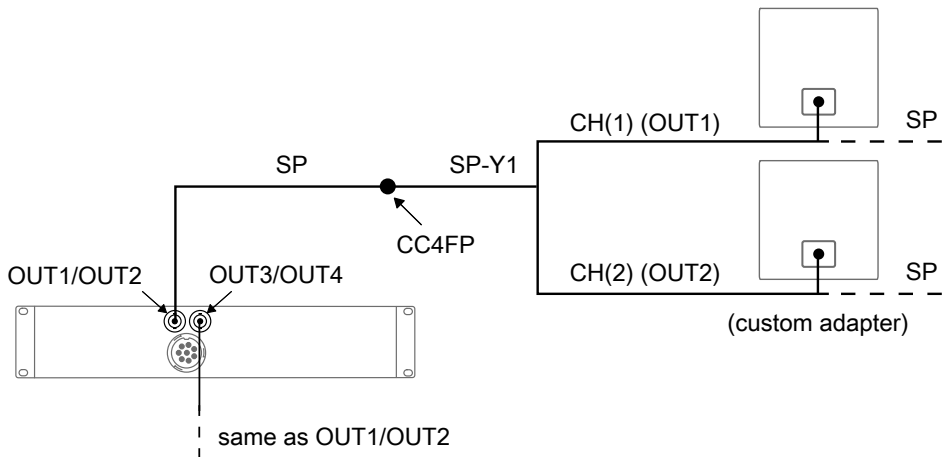 CH(1) (OUT1)
SP
SP
SP-Y1
CC4FP
OUT1/OUT2
OUT3/OUT4
CH(2) (OUT2)
SP
(custom adapter)
same as OUT1/OUT2